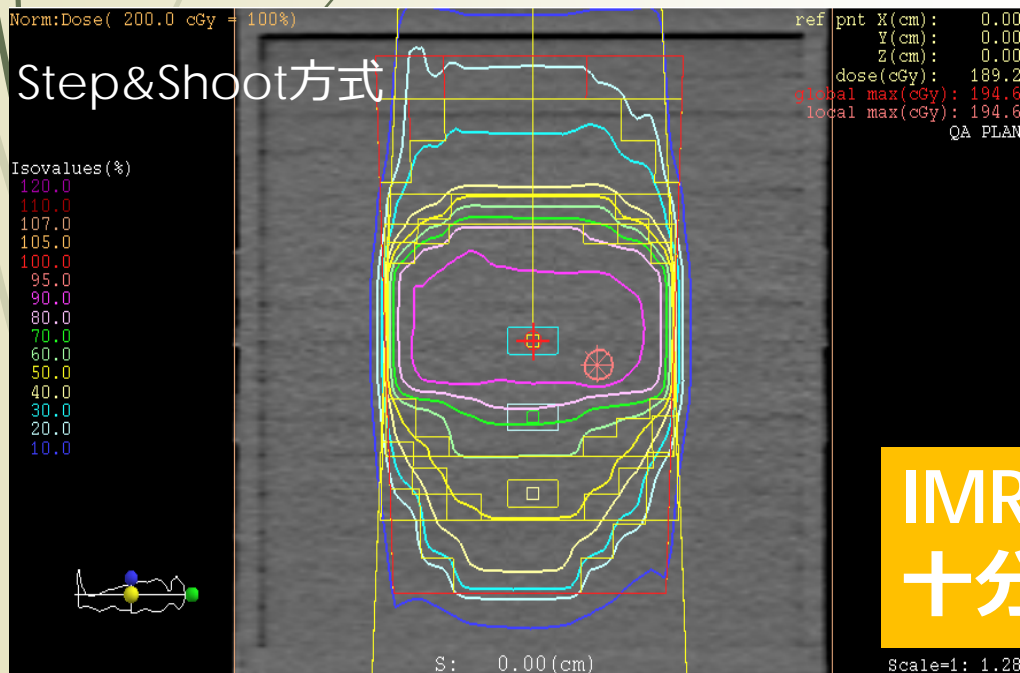 Norm:Dose( 200.0 cGy = 100%)
Step&Shoot方式
Isovalues(%)
120.0
110.0
107.0
105.0
100.0
95.0
90.0
80.0
70.0
60.0
50.0
40.0
30.0
20.0
10.0
ref pnt X(cm): 0.00
Y(cm): 0.00
Z(cm): 0.00
dose(cGy): 189.2
global max(cGy): 194.6
local max(cGy): 194.6
QA PLAN
IMR
十分
S: 0.00(cm)
Scale=1: 1.28